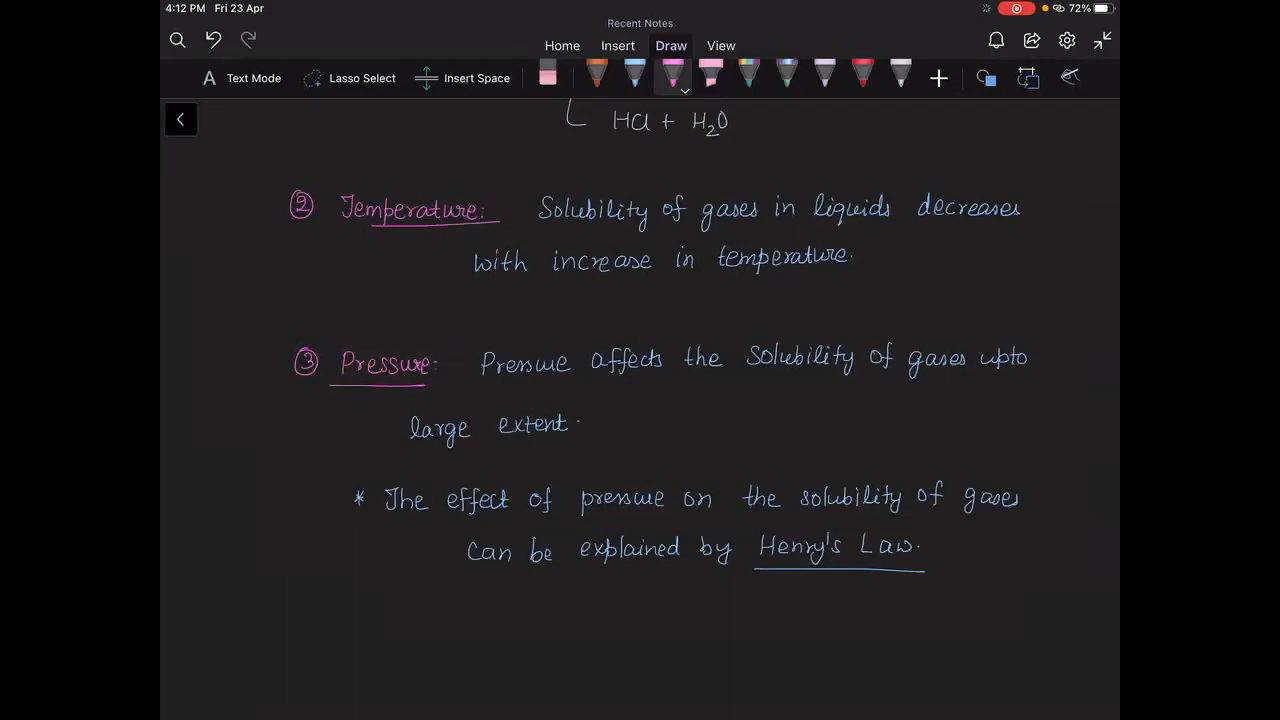 4:12 PM Fri 23 Apr
72%
Recent Notes
Home Insert Draw View
A Text Mode Lasso Select Insert Space
HCl + H2O
② Temperature: Solubility of gases in liquids decreases
with increase in temperature.
③ Pressure: Pressure affects the solubility of gases upto
large extent.
* The effect of pressure on the solubility of gases
can be explained by Henry's Law.